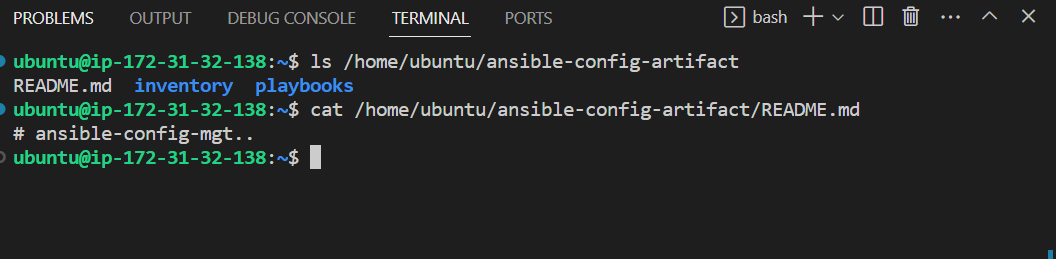 PROBLEMS OUTPUT DEBUG CONSOLE TERMINAL PORTS bash
ubuntu@ip-172-31-32-138:~$ ls /home/ubuntu/ansible-config-artifact
README.md inventory playbooks
ubuntu@ip-172-31-32-138:~$ cat /home/ubuntu/ansible-config-artifact/README.md
# ansible-config-mgt..
ubuntu@ip-172-31-32-138:~$